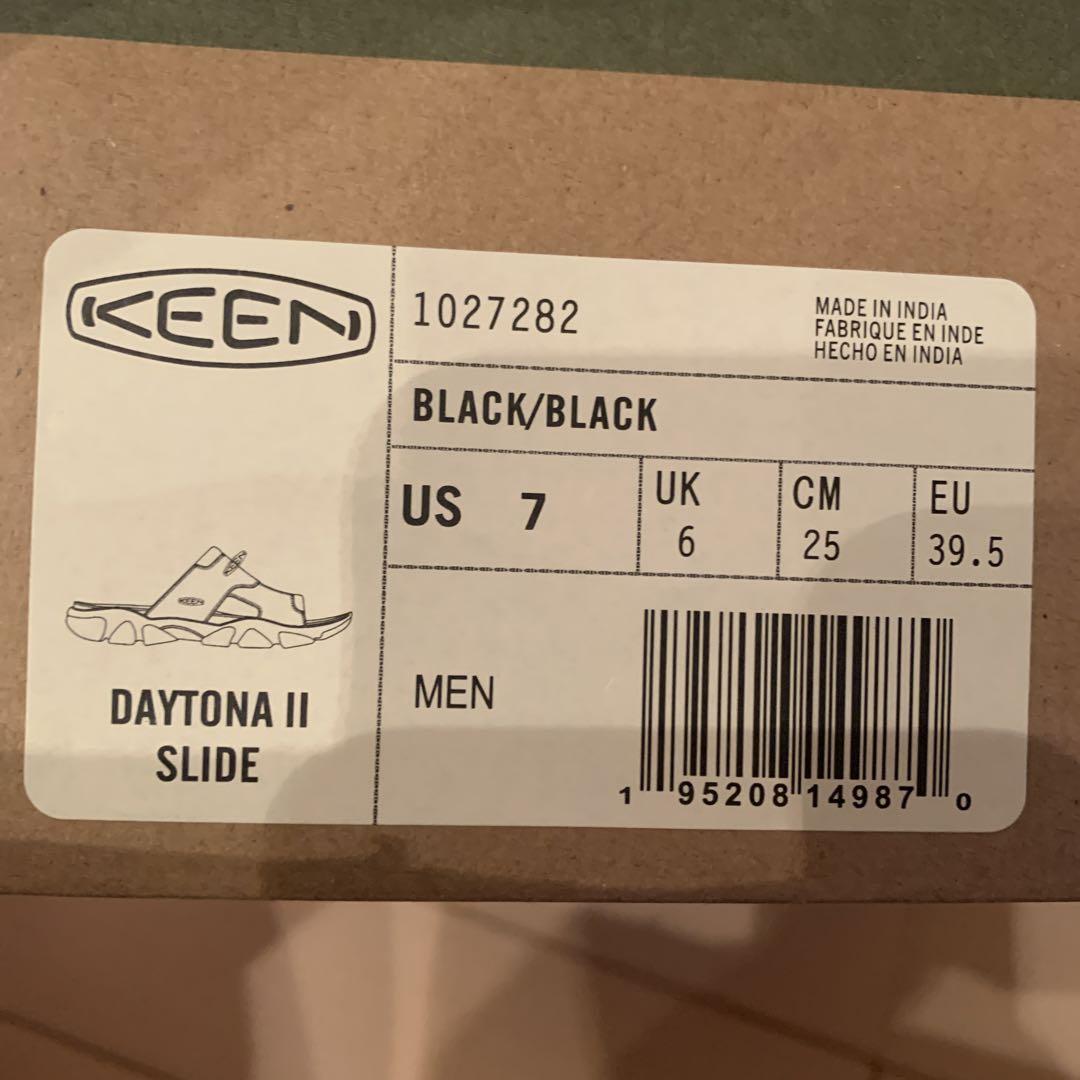 KEEN
1027282
MADE IN INDIA
FABRIQUE EN INDE
HECHO EN INDIA
BLACK/BLACK
US 7
UK
6
CM
25
EU
39.5
KEEN
DAYTONA II
SLIDE
MEN
1 95208 14987 0